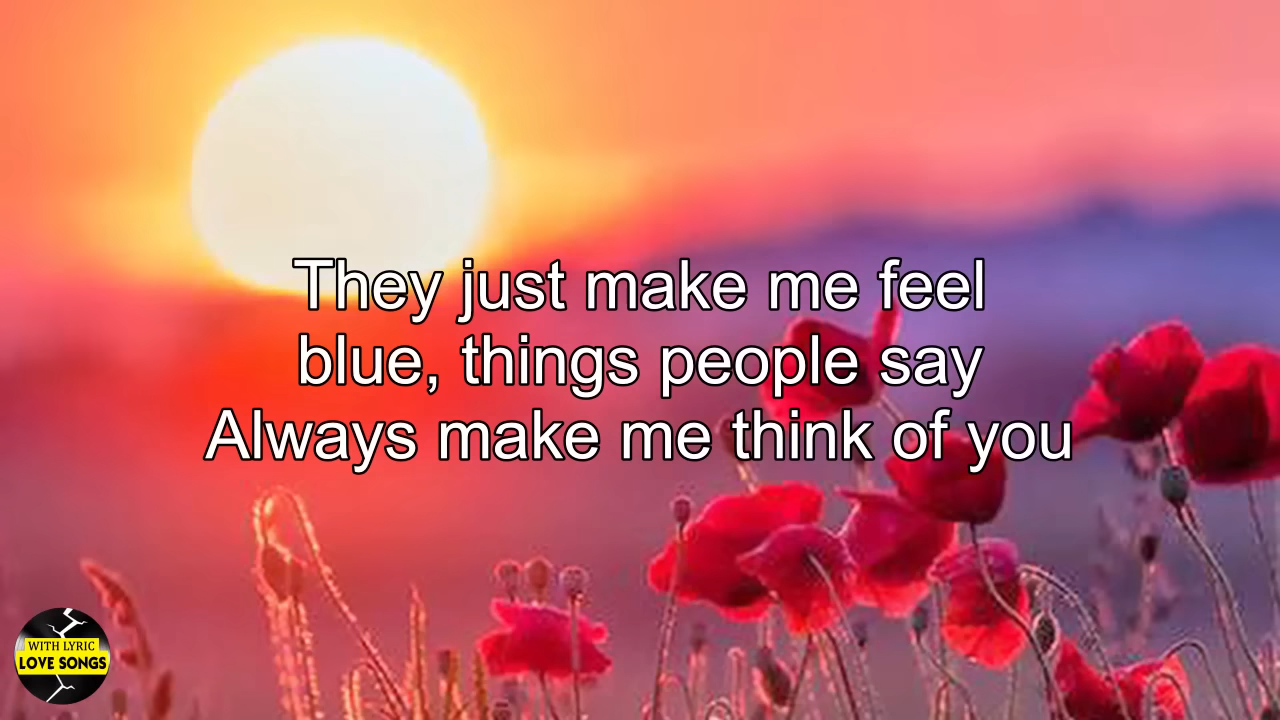 They just make me feel
blue, things people say
Always make me think of you
WITH LYRIC
LOVE SONGS